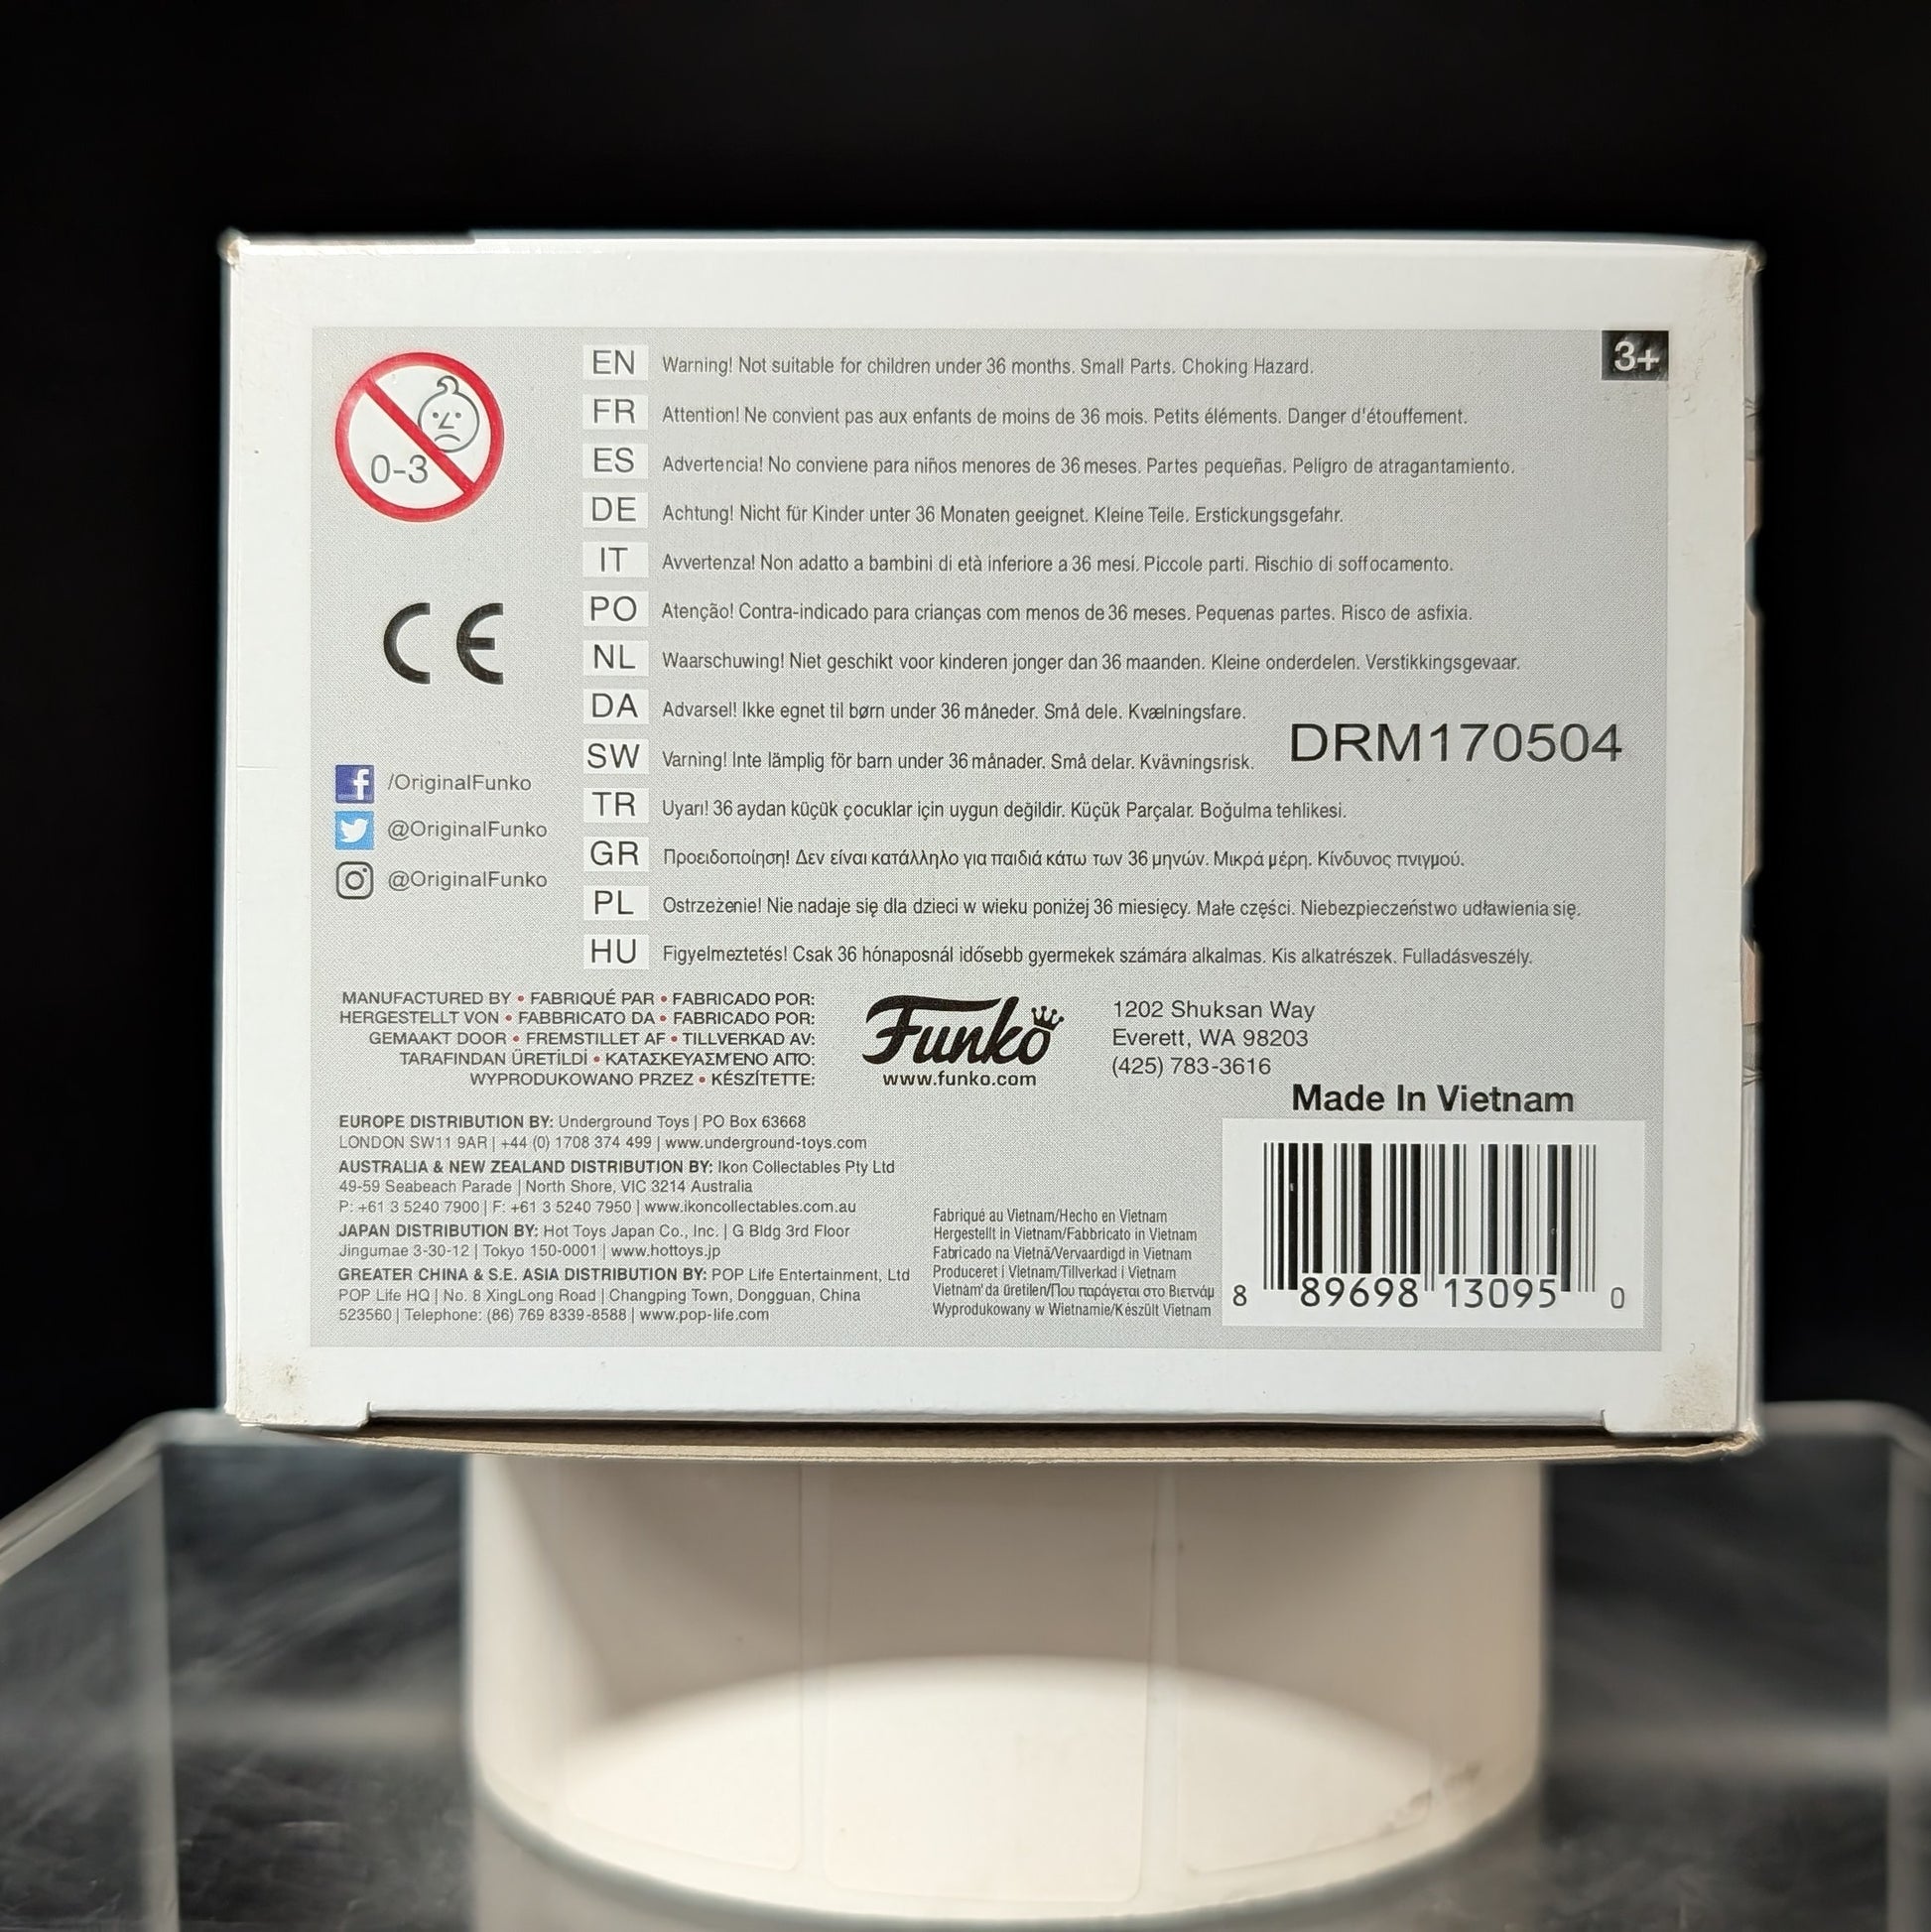 3+
0-3
EN Warning! Not suitable for children under 36 months. Small Parts. Choking Hazard.
FR Attention! Ne convient pas aux enfants de moins de 36 mois. Petits éléments. Danger d'étouffement.
ES Advertencia! No conviene para niños menores de 36 meses. Partes pequeñas. Peligro de atragantamiento.
DE Achtung! Nicht für Kinder unter 36 Monaten geeignet. Kleine Teile. Erstickungsgefahr.
IT Avvertenza! Non adatto a bambini di età inferiore a 36 mesi. Piccole parti. Rischio di soffocamento.
PO Atenção! Contra-indicado para crianças com menos de 36 meses. Pequenas partes. Risco de asfixia.
NL Waarschuwing! Niet geschikt voor kinderen jonger dan 36 maanden. Kleine onderdelen. Verstikkingsgevaar.
DA Advarsel! Ikke egnet til børn under 36 måneder. Små dele. Kvælningsfare.
SW Varning! Inte lämplig för barn under 36 månader. Små delar. Kvävningsrisk.
TR Uyarı! 36 aydan küçük çocuklar için uygun değildir. Küçük Parçalar. Boğulma tehlikesi.
GR Προειδοποίηση! Δεν είναι κατάλληλο για παιδιά κάτω των 36 μηνών. Μικρά μέρη. Κίνδυνος πνιγμού.
PL Ostrzeżenie! Nie nadaje się dla dzieci w wieku poniżej 36 miesięcy. Małe części. Niebezpieczeństwo udławienia się.
HU Figyelmeztetés! Csak 36 hónaposnál idősebb gyermekek számára alkalmas. Kis alkatrészek. Fulladásveszély.
DRM170504
CE
/OriginalFunko
@OriginalFunko
@OriginalFunko
MANUFACTURED BY • FABRIQUÉ PAR • FABRICADO POR:
HERGESTELLT VON • FABBRICATO DA • FABRICADO POR:
GEMAAKT DOOR • FREMSTILLET AF • TILLVERKAD AV:
TARAFINDAN ÜRETİLDİ • ΚΑΤΑΣΚΕΥΑΣΜΈΝΟ ΑΠΌ:
WYPRODUKOWANO PRZEZ • KÉSZÍTETTE:
Funko
www.funko.com
1202 Shuksan Way
Everett, WA 98203
(425) 783-3616
EUROPE DISTRIBUTION BY: Underground Toys | PO Box 63668
LONDON SW11 9AR | +44 (0) 1708 374 499 | www.underground-toys.com
AUSTRALIA & NEW ZEALAND DISTRIBUTION BY: Ikon Collectables Pty Ltd
49-59 Seabeach Parade | North Shore, VIC 3214 Australia
P: +61 3 5240 7900 | F: +61 3 5240 7950 | www.ikoncollectables.com.au
JAPAN DISTRIBUTION BY: Hot Toys Japan Co., Inc. | G Bldg 3rd Floor
Jingumae 3-30-12 | Tokyo 150-0001 | www.hottoys.jp
GREATER CHINA & S.E. ASIA DISTRIBUTION BY: POP Life Entertainment, Ltd
POP Life HQ | No. 8 XingLong Road | Changping Town, Dongguan, China
523560 | Telephone: (86) 769 8339-8588 | www.pop-life.com
Fabriqué au Vietnam/Hecho en Vietnam
Hergestellt in Vietnam/Fabbricato in Vietnam
Fabricado na Vietnã/Vervaardigd in Vietnam
Produceret i Vietnam/Tillverkad i Vietnam
Vietnam'da üretilen/Που παράγεται στο Βιετνάμ
Wyprodukowany w Wietnamie/Készült Vietnam
Made In Vietnam
8 89698 13095 0